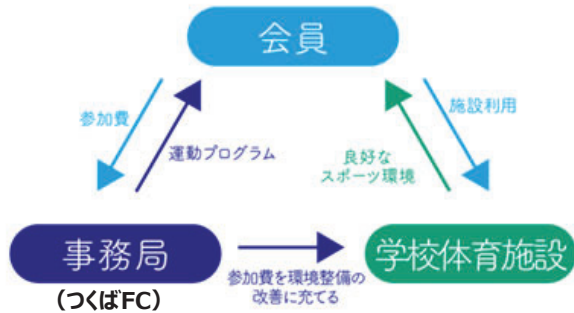 会員
参加費
運動プログラム
良好な
スポーツ環境
施設利用
事務局
(つくばFC)
参加費を環境整備の
改善に充てる
学校体育施設